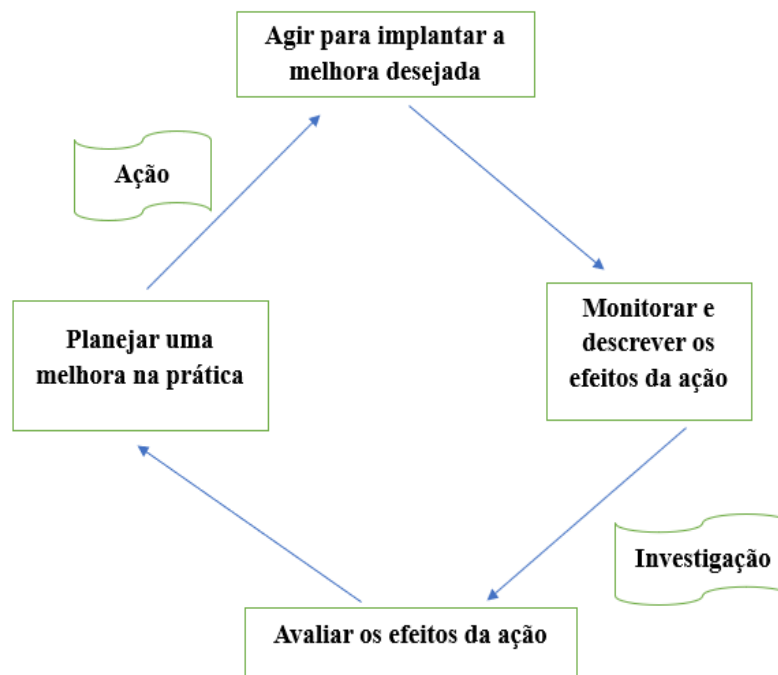 Agir para implantar a
melhora desejada
Ação
Planejar uma
melhora na prática
Monitorar e
descrever os
efeitos da ação
Investigação
Avaliar os efeitos da ação